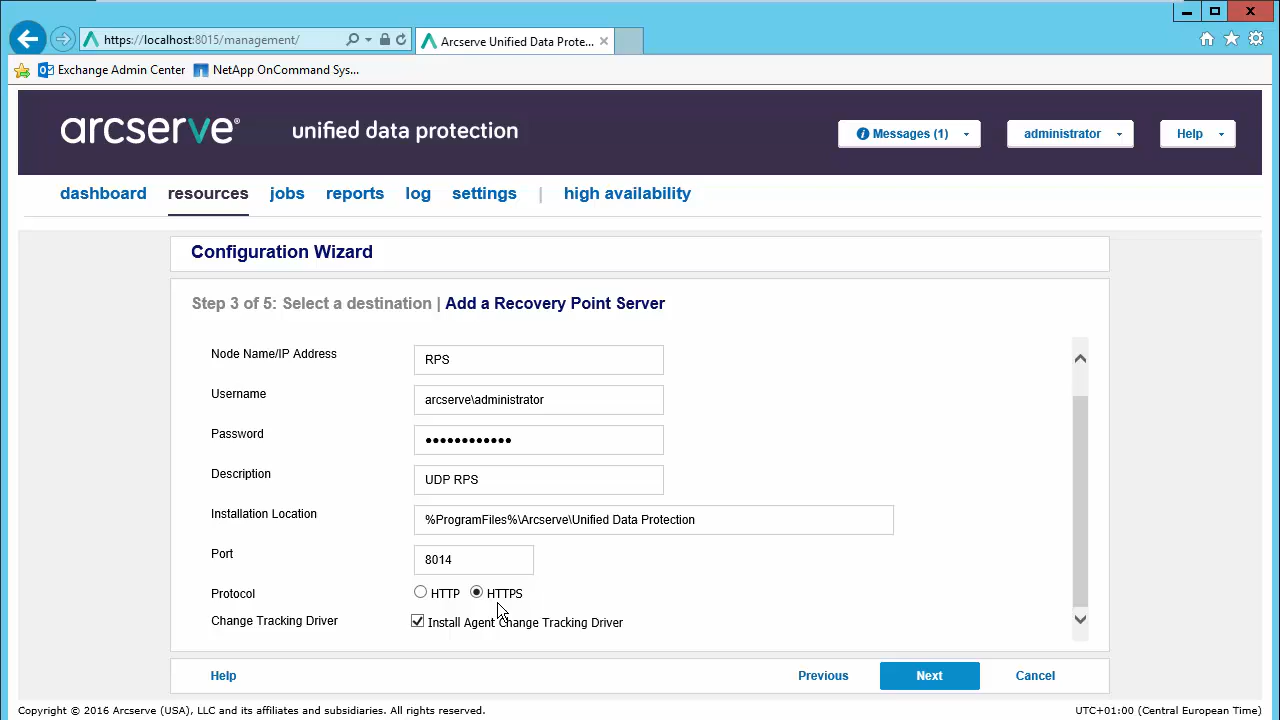 https://localhost:8015/management/
Arcserve Unified Data Prote...
Exchange Admin Center
NetApp OnCommand Sys...
arcserve®
unified data protection
Messages (1)
administrator
Help
dashboard
resources
jobs
reports
log
settings
|
high availability
Configuration Wizard
Step 3 of 5: Select a destination | Add a Recovery Point Server
Node Name/IP Address
RPS
Username
arcserve\administrator
Password
••••••••••••
Description
UDP RPS
Installation Location
%ProgramFiles%\Arcserve\Unified Data Protection
Port
8014
Protocol
HTTP
HTTPS
Change Tracking Driver
Install Agent Change Tracking Driver
Help
Previous
Next
Cancel
Copyright © 2016 Arcserve (USA), LLC and its affiliates and subsidiaries. All rights reserved.
UTC+01:00 (Central European Time)